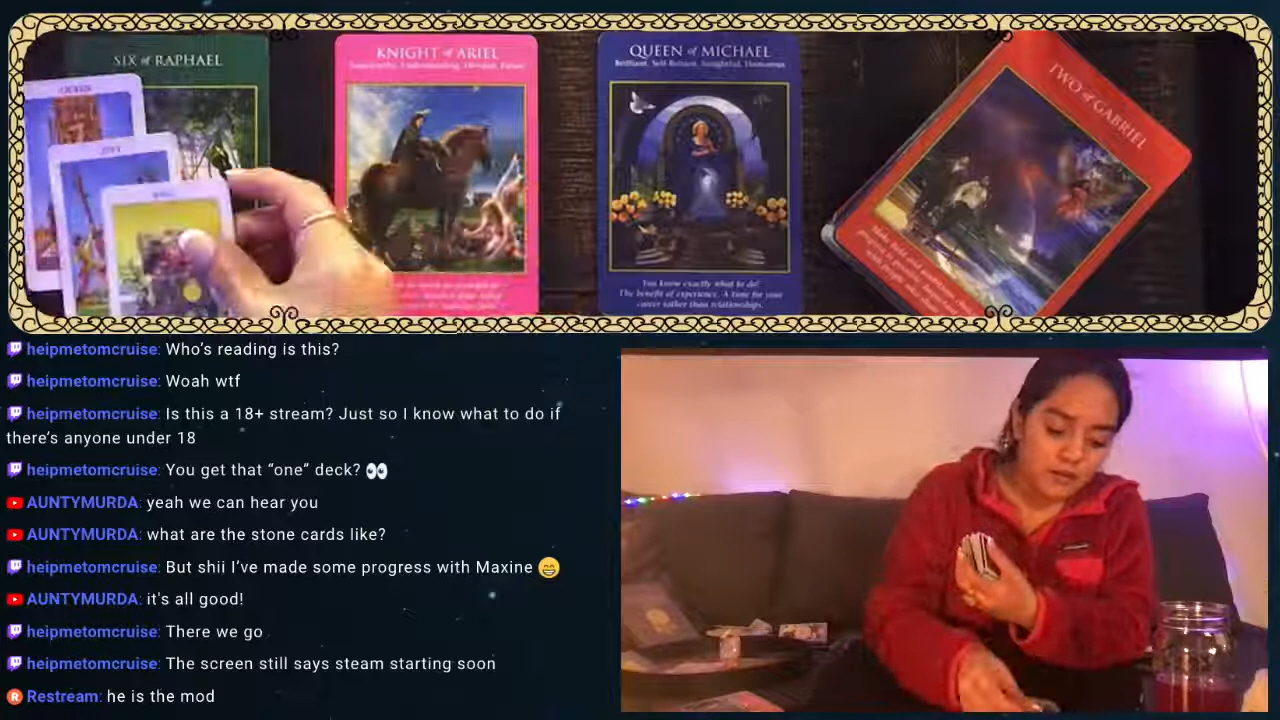 SIX of RAPHAEL
KNIGHT of ARIEL
QUEEN of MICHAEL
Brilliant, Self-Reliant, Insightful, Humorous
You know exactly what to do!
The benefit of experience. A time for your
career rather than relationships.
TWO of GABRIEL
heipmetomcruise: Who's reading is this?
heipmetomcruise: Woah wtf
heipmetomcruise: Is this a 18+ stream? Just so I know what to do if
there's anyone under 18
heipmetomcruise: You get that “one” deck? 👀
AUNTYMURDA: yeah we can hear you
AUNTYMURDA: what are the stone cards like?
heipmetomcruise: But shii I've made some progress with Maxine 😄
AUNTYMURDA: it's all good!
heipmetomcruise: There we go
heipmetomcruise: The screen still says steam starting soon
R Restream: he is the mod